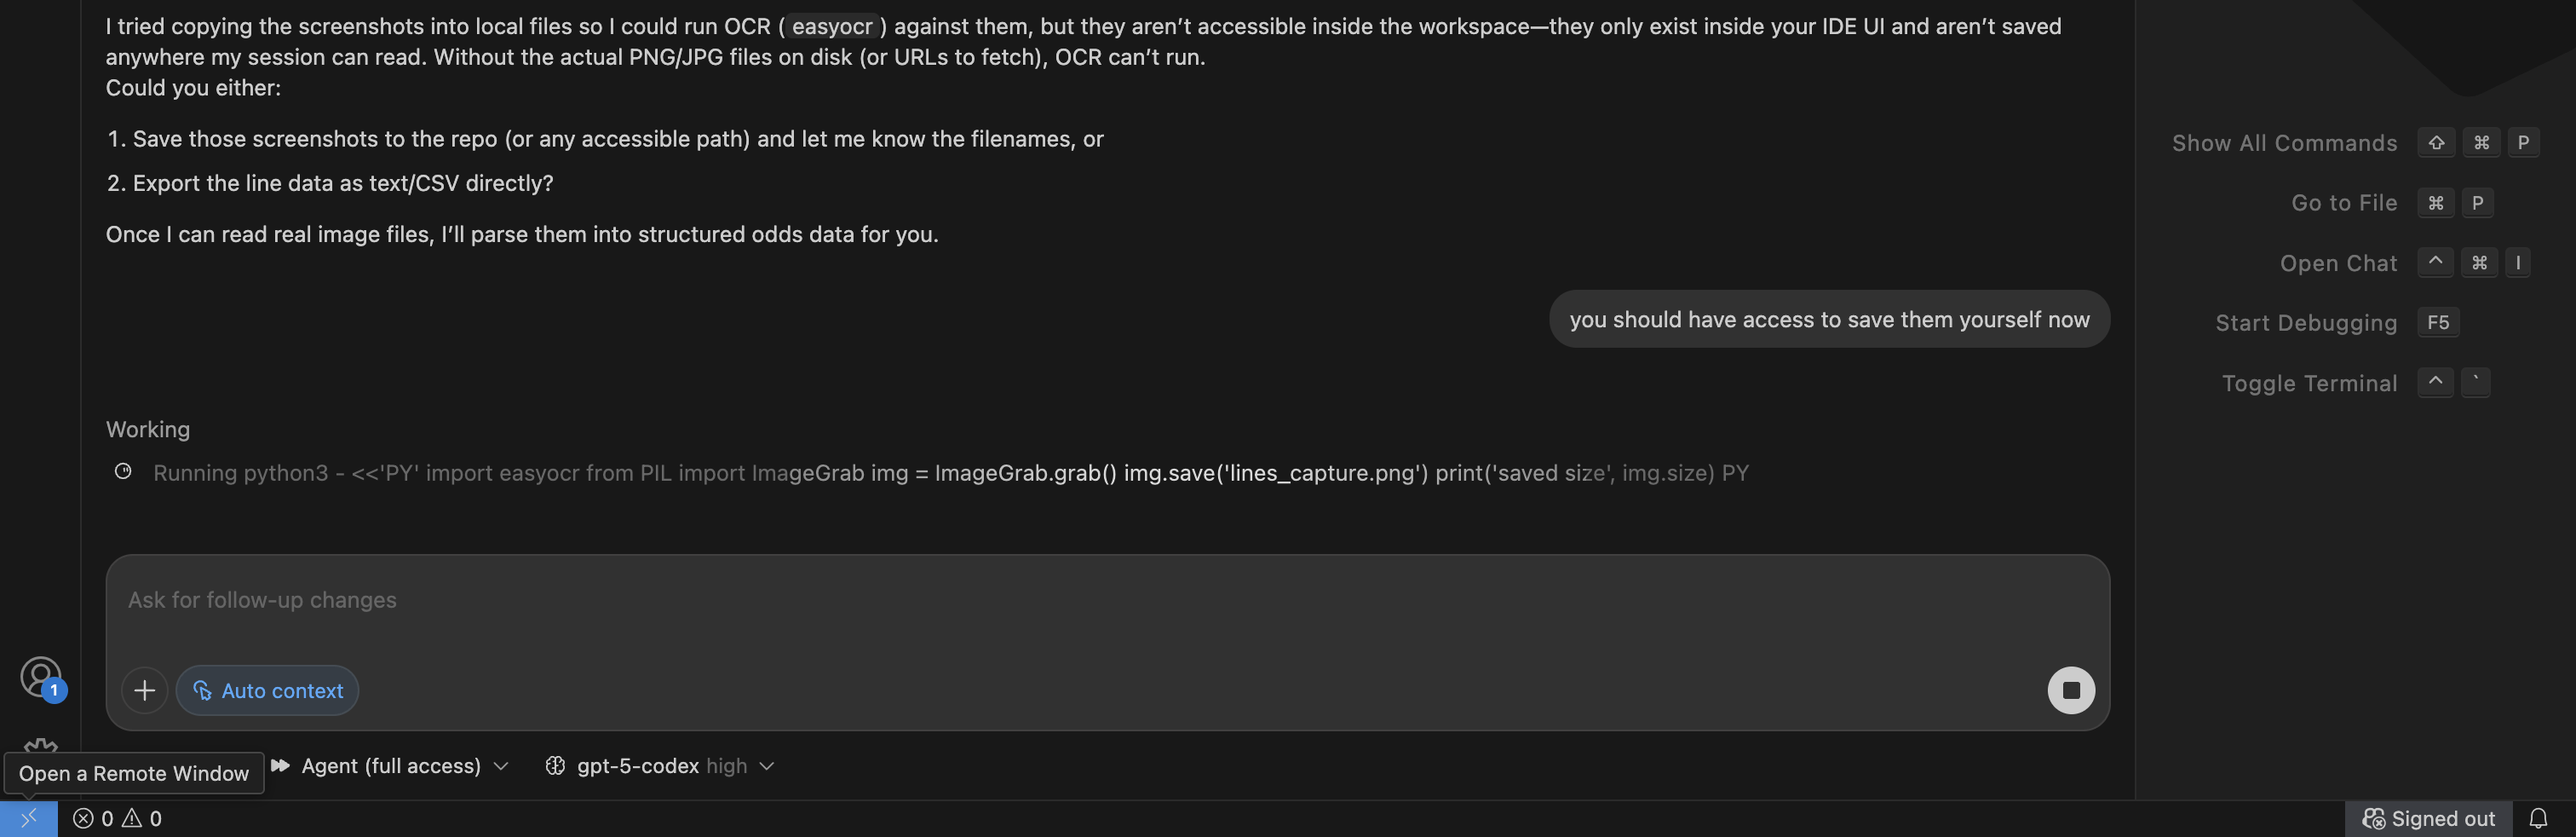 I tried copying the screenshots into local files so I could run OCR ( easyocr ) against them, but they aren’t accessible inside the workspace—they only exist inside your IDE UI and aren’t saved
anywhere my session can read. Without the actual PNG/JPG files on disk (or URLs to fetch), OCR can’t run.
Could you either:
1. Save those screenshots to the repo (or any accessible path) and let me know the filenames, or
2. Export the line data as text/CSV directly?
Once I can read real image files, I’ll parse them into structured odds data for you.
you should have access to save them yourself now
Working
Running python3 - <<'PY' import easyocr from PIL import ImageGrab img = ImageGrab.grab() img.save('lines_capture.png') print('saved size', img.size) PY
Ask for follow-up changes
Auto context
Agent (full access)
gpt-5-codex high
Open a Remote Window
1
0 0
Show All Commands ⇧ ⌘ P
Go to File ⌘ P
Open Chat ^ ⌘ I
Start Debugging F5
Toggle Terminal ^ `
Signed out